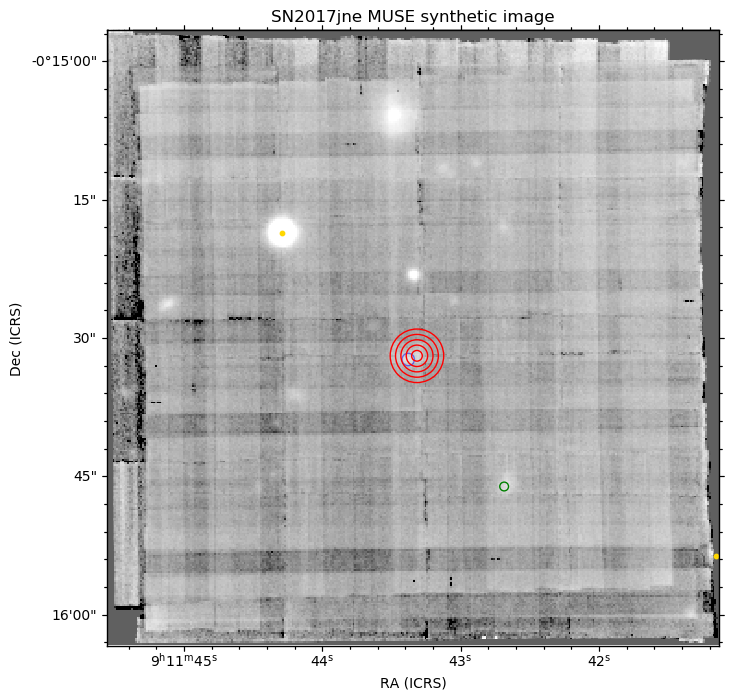 SN2017jne MUSE synthetic image
-0°15'00"
15"
30"
45"
16'00"
Dec (ICRS)
9ʰ11ᵐ45ˢ
44ˢ
43ˢ
42ˢ
RA (ICRS)